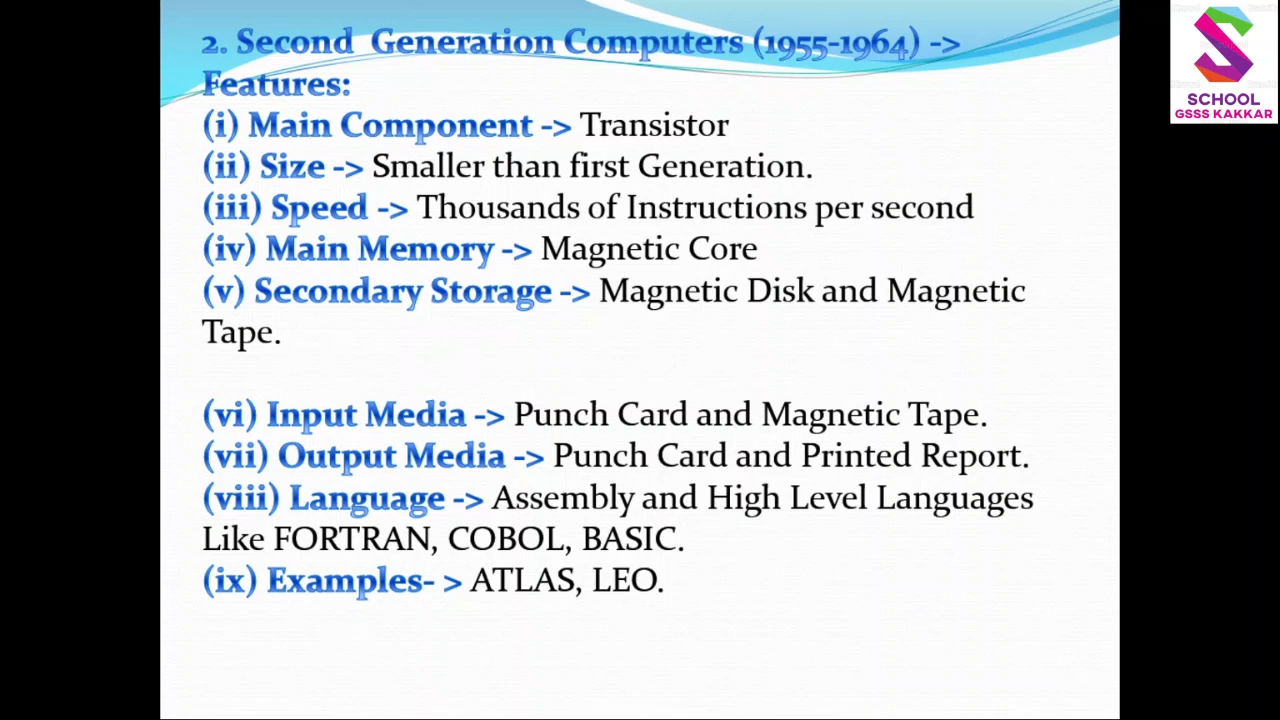 2. Second Generation Computers (1955-1964) ->
Features:
(i) Main Component -> Transistor
(ii) Size -> Smaller than first Generation.
(iii) Speed -> Thousands of Instructions per second
(iv) Main Memory -> Magnetic Core
(v) Secondary Storage -> Magnetic Disk and Magnetic
Tape.
(vi) Input Media -> Punch Card and Magnetic Tape.
(vii) Output Media -> Punch Card and Printed Report.
(viii) Language -> Assembly and High Level Languages
Like FORTRAN, COBOL, BASIC.
(ix) Examples- > ATLAS, LEO.
SCHOOL
GSSS KAKKAR